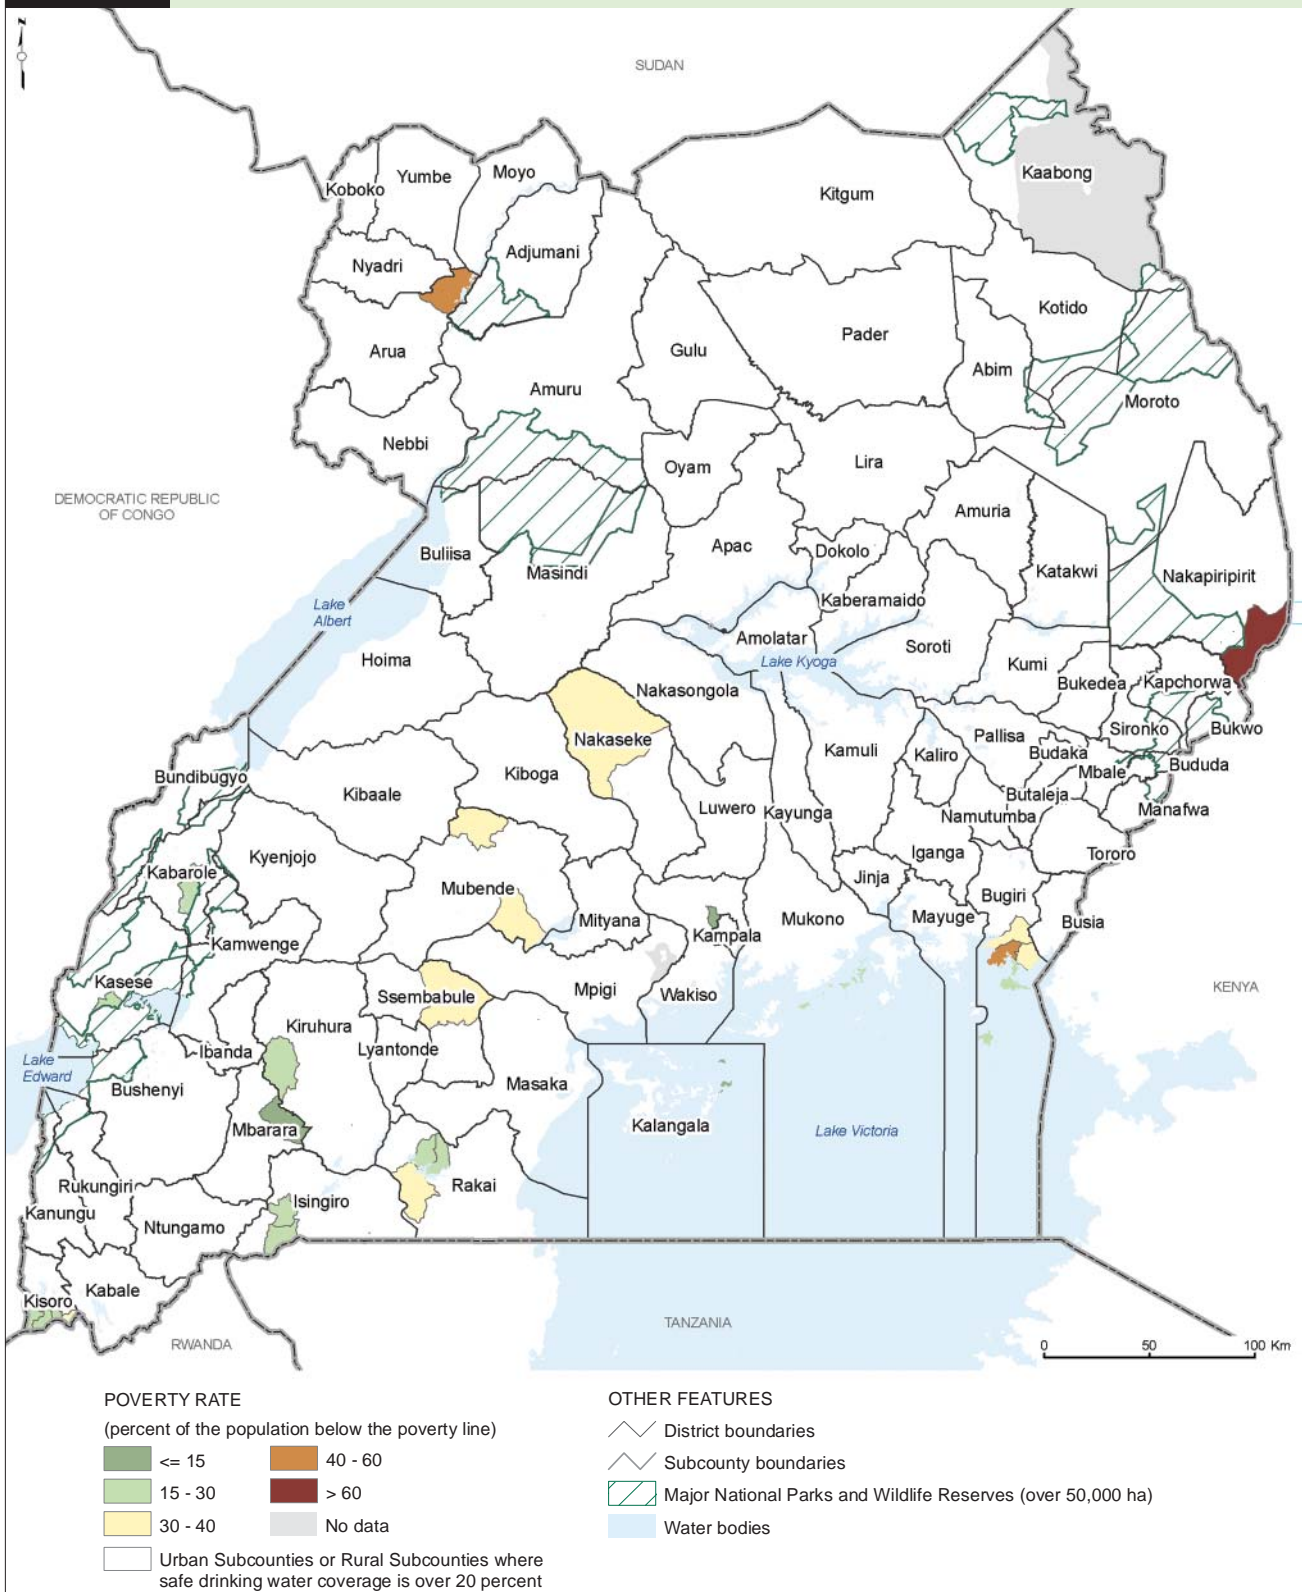 N
SUDAN
Kaabong
Koboko
Yumbe
Moyo
Kitgum
Adjumani
Nyadri
Kotido
Arua
Gulu
Pader
Abim
Amuru
Moroto
Nebbi
Oyam
Lira
DEMOCRATIC REPUBLIC
OF CONGO
Amuria
Buliisa
Apac
Dokolo
Masindi
Katakwi
Nakapiripirit
Lake
Albert
Kaberamaido
Amolatar
Soroti
Hoima
Lake Kyoga
Kumi
Bukedea
Kapchorwa
Nakasongola
Sironko
Bukwo
Nakaseke
Kamuli
Pallisa
Kaliro
Budaka
Bududa
Bundibugyo
Kiboga
Mbale
Kibaale
Butaleja
Luwero
Kayunga
Manafwa
Namutumba
Kyenjojo
Iganga
Tororo
Kabarole
Jinja
Mubende
Bugiri
Mityana
Mukono
Mayuge
Busia
Kampala
Kamwenge
Kasese
Ssembabule
Mpigi
Wakiso
KENYA
Kiruhura
Ibanda
Lyantonde
Lake
Edward
Bushenyi
Masaka
Mbarara
Kalangala
Lake Victoria
Rukungiri
Rakai
Isingiro
Kanungu
Ntungamo
Kabale
Kisoro
TANZANIA
RWANDA
0 50 100 Km
POVERTY RATE
(percent of the population below the poverty line)
<= 15
15 - 30
30 - 40
40 - 60
> 60
No data
Urban Subcounties or Rural Subcounties where
safe drinking water coverage is over 20 percent
OTHER FEATURES
District boundaries
Subcounty boundaries
Major National Parks and Wildlife Reserves (over 50,000 ha)
Water bodies